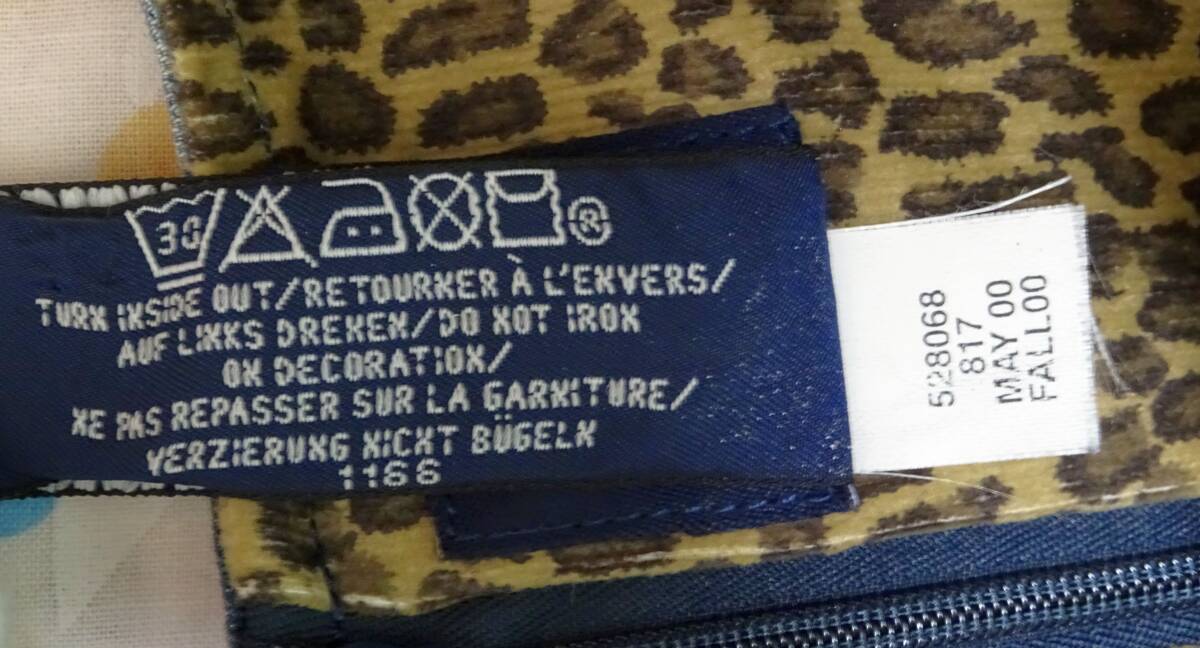 30
®
TURN INSIDE OUT/RETOURNER À L'ENVERS/
AUF LINKS DREHEN/DO NOT IRON
ON DECORATION/
NE PAS REPASSER SUR LA GARNITURE/
VERZIERUNG NICHT BÜGELN
1166
528068
817
MAY 00
FALL00